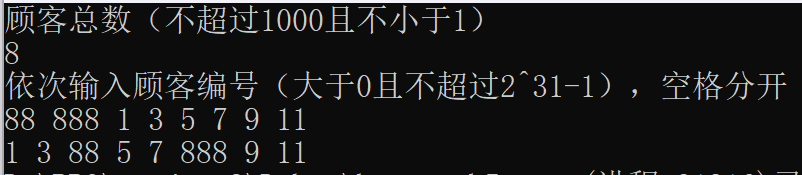 顾客总数（不超过1000且不小于1）
8
依次输入顾客编号（大于0且不超过2^31-1），空格分开
88 888 1 3 5 7 9 11
1 3 88 5 7 888 9 11